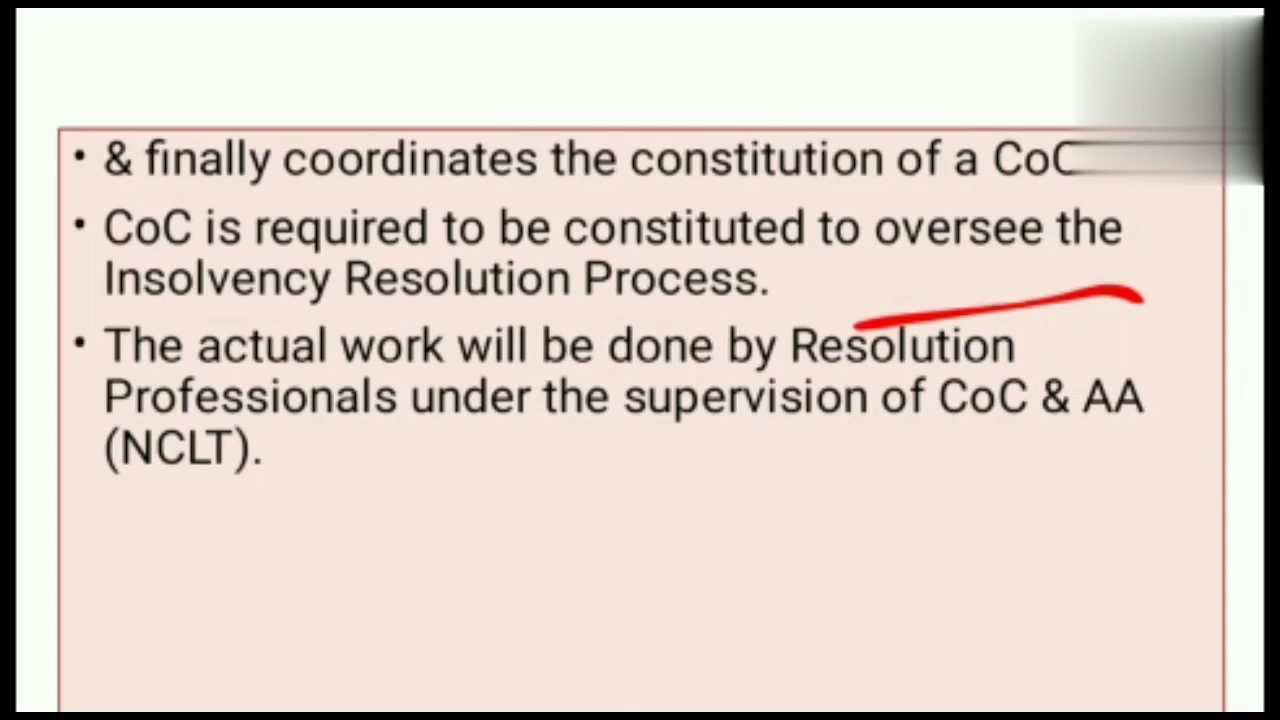 • & finally coordinates the constitution of a CoC
• CoC is required to be constituted to oversee the
Insolvency Resolution Process.
• The actual work will be done by Resolution
Professionals under the supervision of CoC & AA
(NCLT).